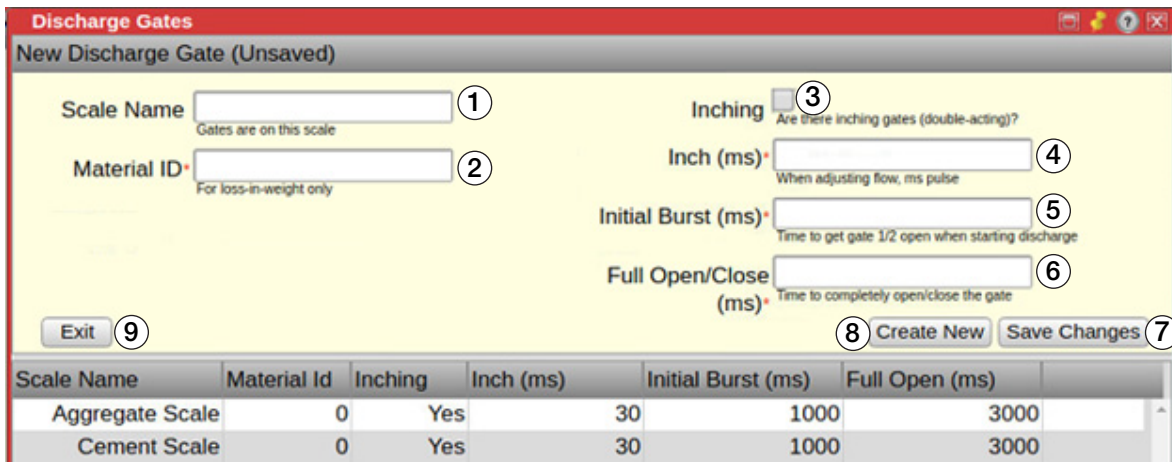 Discharge Gates
New Discharge Gate (Unsaved)
Scale Name 1
Gates are on this scale
Material ID* 2
For loss-in-weight only
Inching 3
Are there inching gates (double-acting)?
Inch (ms)* 4
When adjusting flow, ms pulse
Initial Burst (ms)* 5
Time to get gate 1/2 open when starting discharge
Full Open/Close 6
(ms)* Time to completely open/close the gate
Exit 9 8 Create New Save Changes 7
Scale Name Material Id Inching Inch (ms) Initial Burst (ms) Full Open (ms)
Aggregate Scale 0 Yes 30 1000 3000
Cement Scale 0 Yes 30 1000 3000